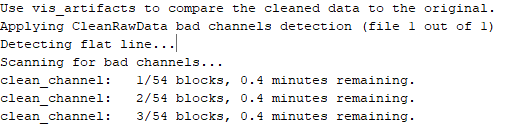 Use vis_artifacts to compare the cleaned data to the original.
Applying CleanRawData bad channels detection (file 1 out of 1)
Detecting flat line...
Scanning for bad channels...
clean_channel:   1/54 blocks, 0.4 minutes remaining.
clean_channel:   2/54 blocks, 0.4 minutes remaining.
clean_channel:   3/54 blocks, 0.4 minutes remaining.